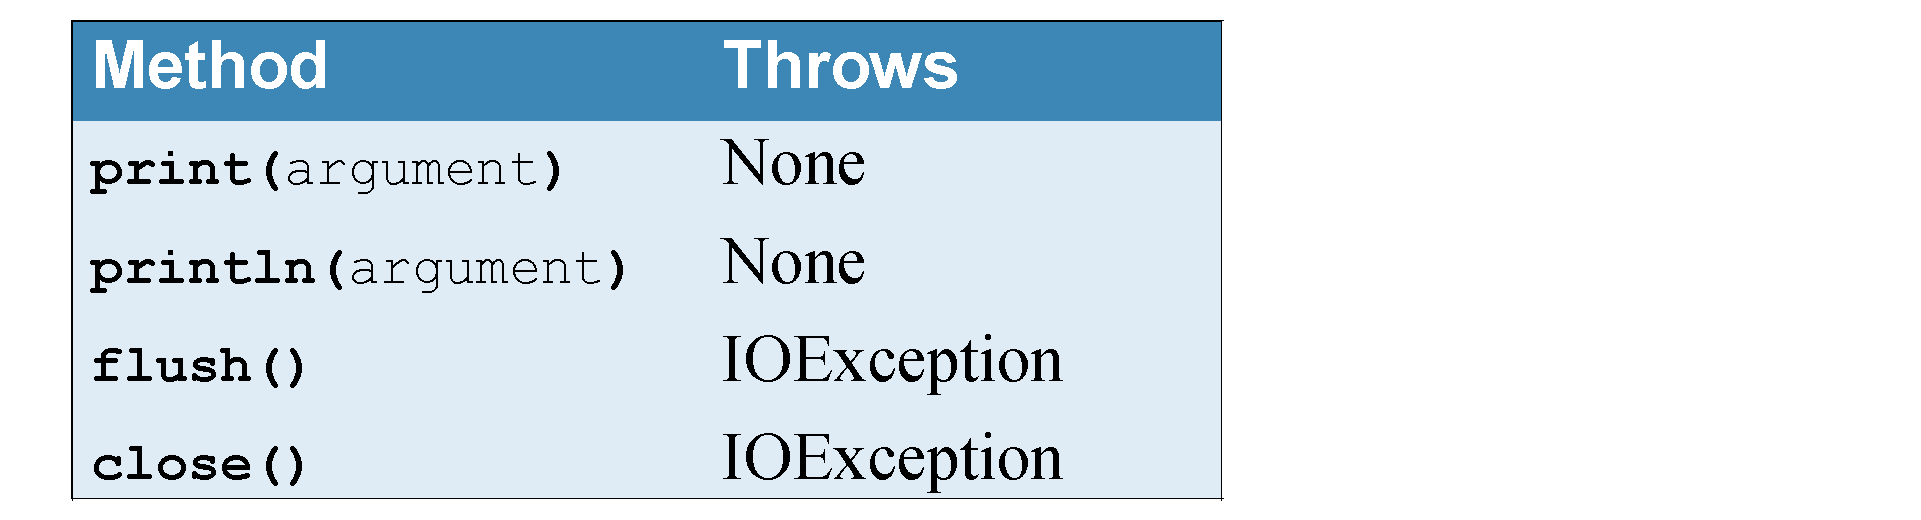 Method Throws
print(argument) None
println(argument) None
flush() IOException
close() IOException